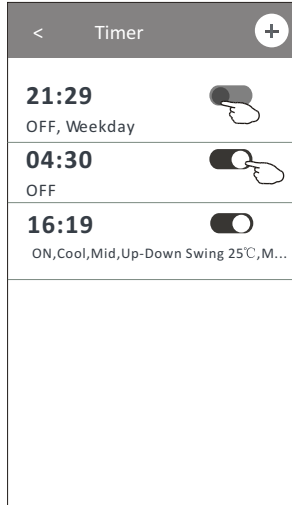 < Timer +
21:29
OFF, Weekday
04:30
OFF
16:19
ON,Cool,Mid,Up-Down Swing 25℃,M...